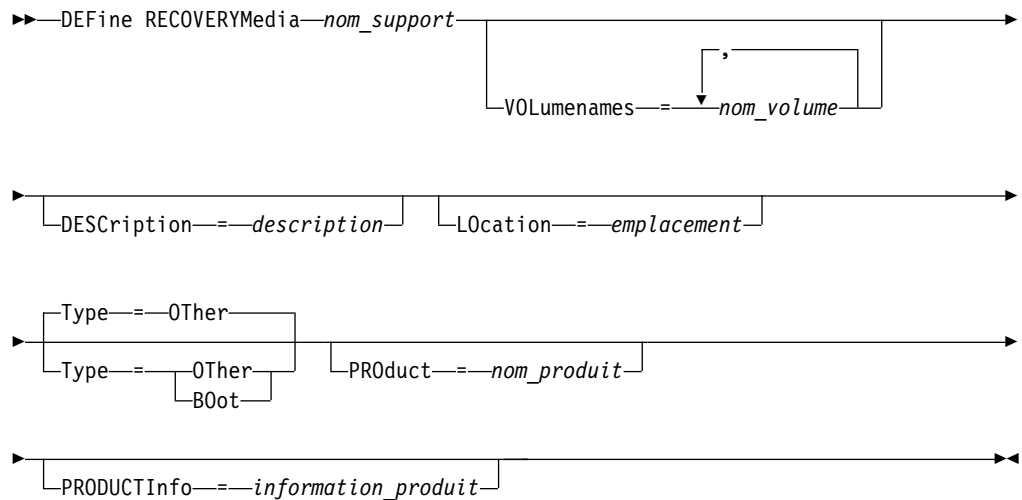 DEFine RECOVERYMedia nom_support
,
VOLumenames = nom_volume
DESCription = description LOcation = emplacement
Type = OTher
Type = OTher PROduct = nom_produit
BOot
PRODUCTInfo = information_produit